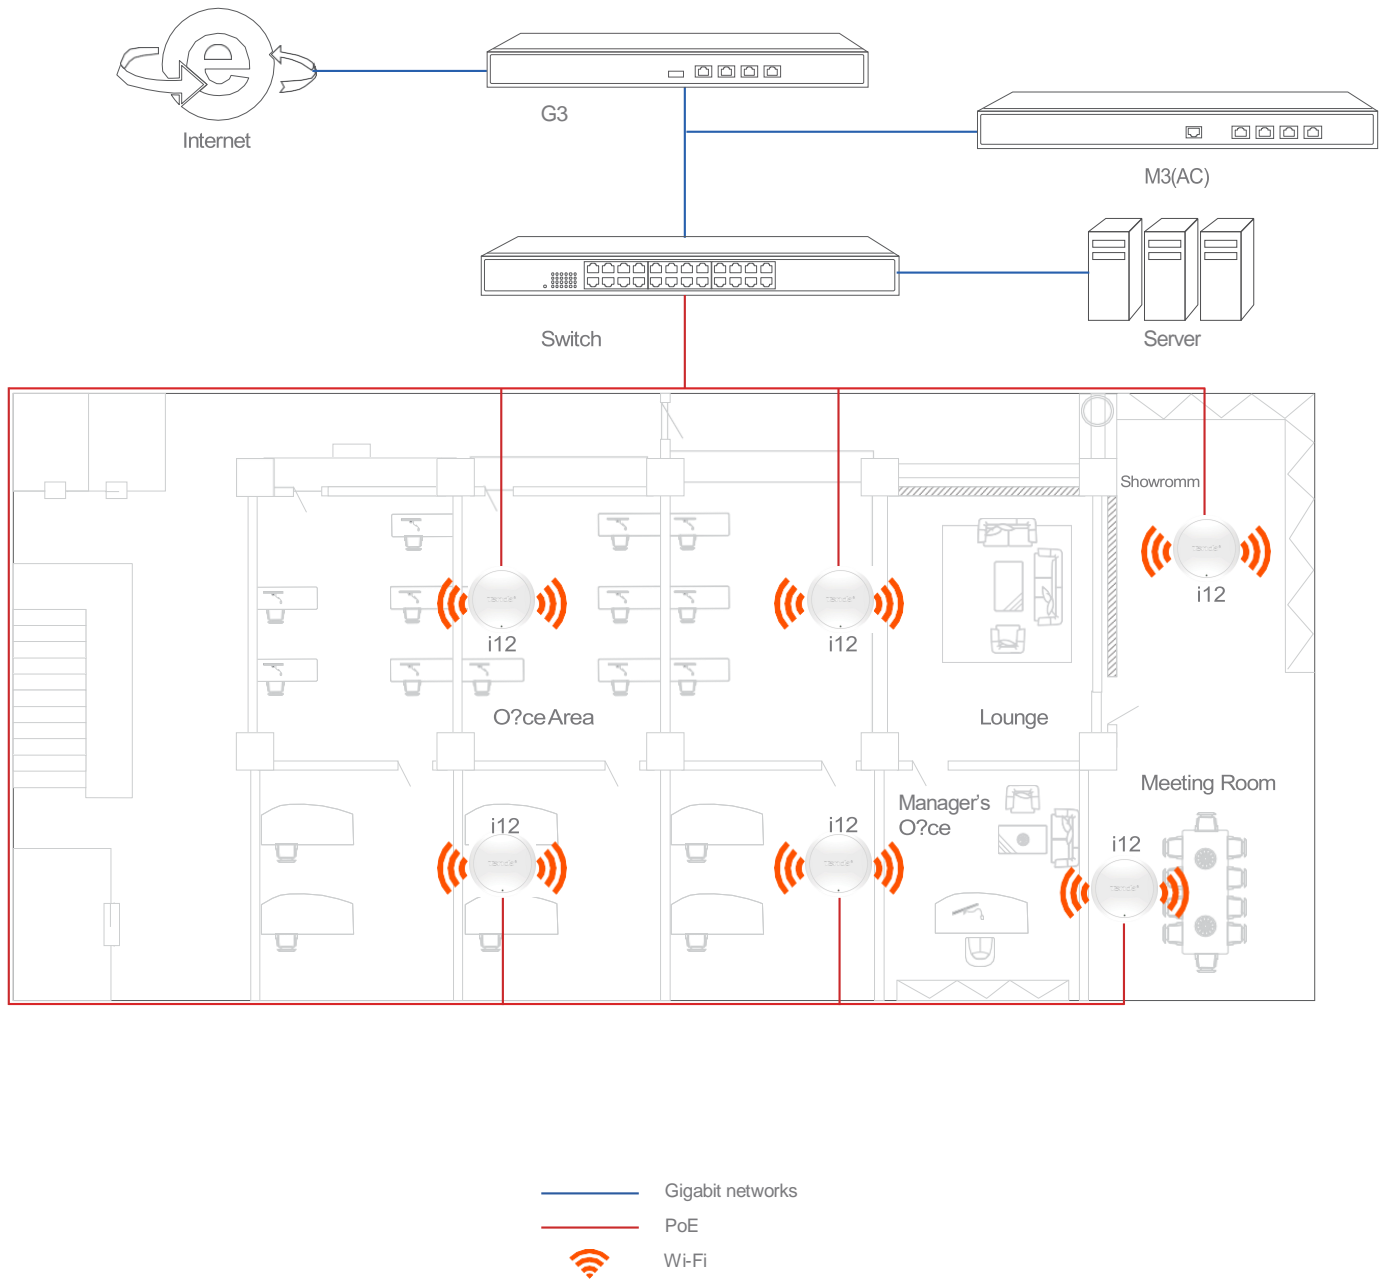 Internet
G3
M3(AC)
Switch
Server
Showromm
i12
i12
i12
O?ce Area
Lounge
Manager's
O?ce
Meeting Room
i12
i12
i12
Gigabit networks
PoE
Wi-Fi